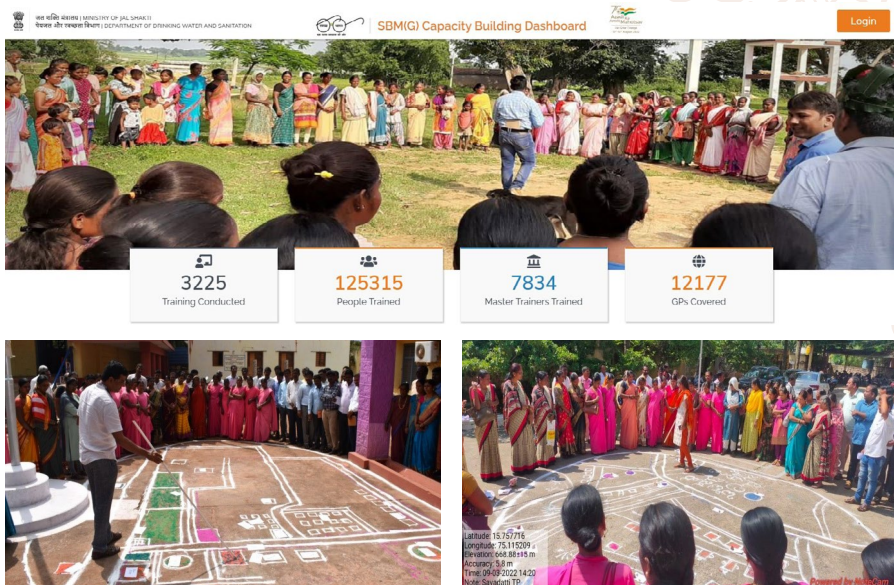 जल शक्ति मंत्रालय | MINISTRY OF JAL SHAKTI
पेयजल और स्वच्छता विभाग | DEPARTMENT OF DRINKING WATER AND SANITATION
SBM(G) Capacity Building Dashboard
Login
3225
Training Conducted
125315
People Trained
7834
Master Trainers Trained
12177
GPs Covered
Latitude: 15.757716
Longitude: 75.115209
Elevation: 668.88±15 m
Accuracy: 5.8 m
Time: 09-03-2022 14:20
Note: Savadatti TP